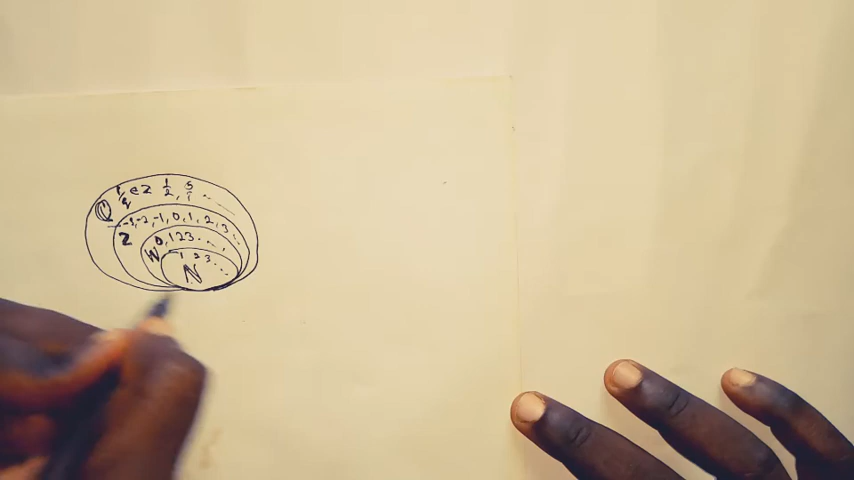 ℚ p/q ∈ Z 1/2, 5/1 ...
Z -3, -2, -1, 0, 1, 2, 3 ...
W 0, 1 2 3 ...
1 2 3 ...
N